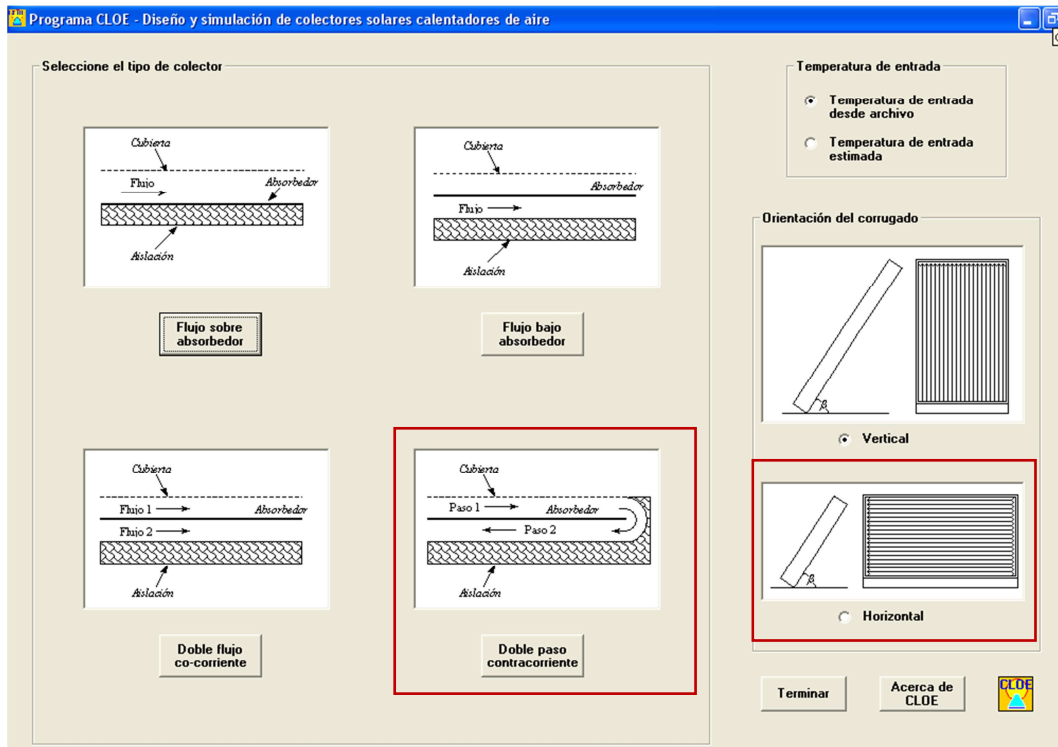 Programa CLOE - Diseño y simulación de colectores solares calentadores de aire
Seleccione el tipo de colector
Cubierta
Flujo
Absorbedor
Aislación
Flujo sobre
absorbedor
Cubierta
Absorbedor
Flujo
Aislación
Flujo bajo
absorbedor
Cubierta
Flujo 1
Absorbedor
Flujo 2
Aislación
Doble flujo
co-corriente
Cubierta
Paso 1
Absorbedor
Paso 2
Aislación
Doble paso
contracorriente
Temperatura de entrada
Temperatura de entrada
desde archivo
Temperatura de entrada
estimada
Orientación del corrugado
β
Vertical
β
Horizontal
Terminar
Acerca de
CLOE
CLOE